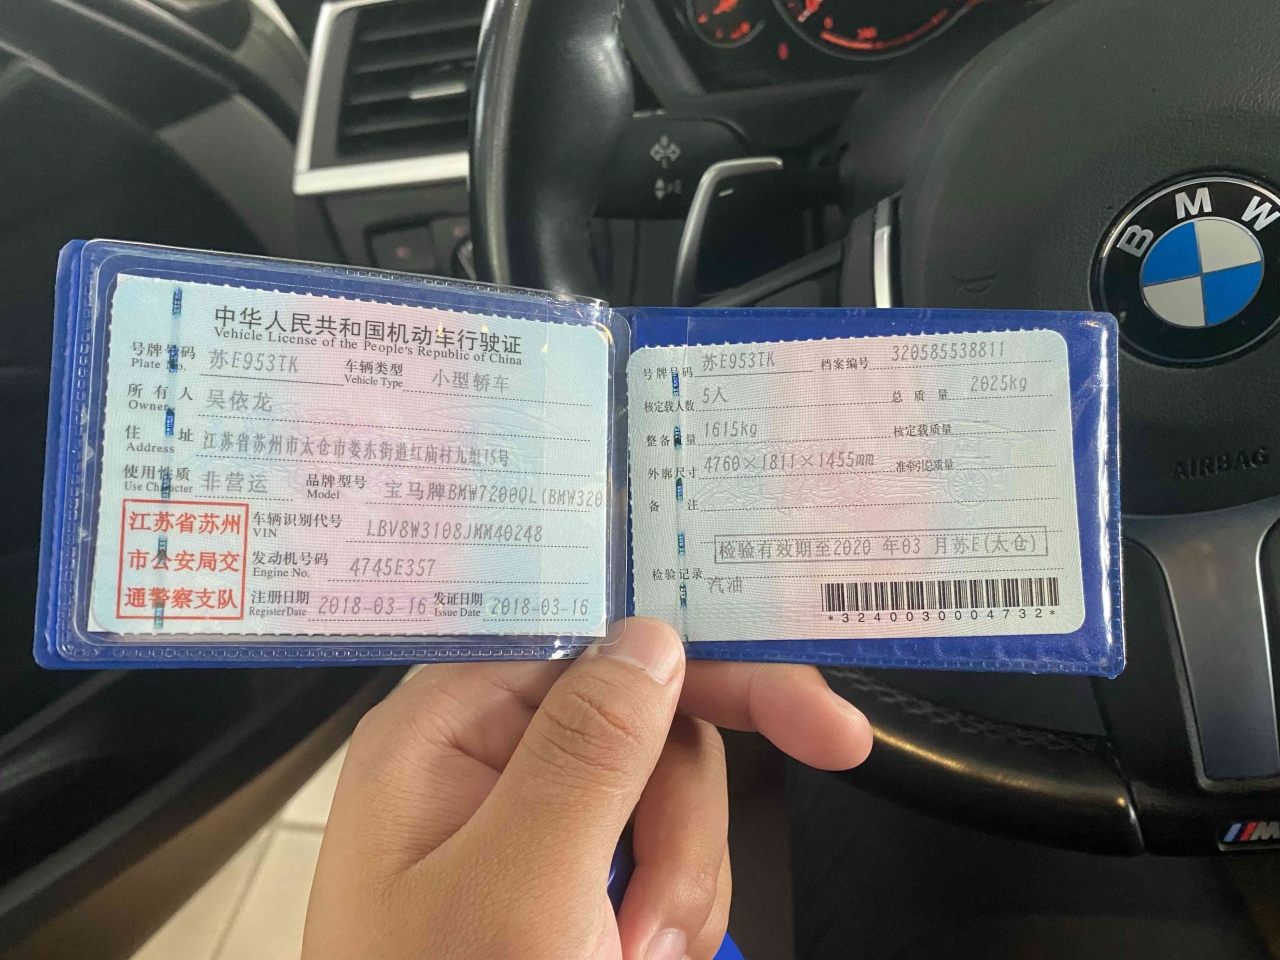 中华人民共和国机动车行驶证
Vehicle License of the People's Republic of China
号牌号码 苏E953TK 车辆类型 小型轿车
Plate No. Vehicle Type
所有人 吴依龙
Owner
住址 江苏省苏州市太仓市娄东街道红庙村九组15号
Address
使用性质 非营运 品牌型号 宝马牌BMW7200QL(BMW320
Use Character Model
江苏省苏州
市公安局交
通警察支队
车辆识别代号 LBV8W3108JMM40248
VIN
发动机号码 4745E357
Engine No.
注册日期 2018-03-16 发证日期 2018-03-16
Register Date Issue Date
号牌号码 苏E953TK 档案编号 320585538811
核定载人数 5人 总质量 2025kg
整备质量 1615kg 核定载质量
外廓尺寸 4760×1811×1455mm 准牵引总质量
备注
检验有效期至2020 年03 月苏E(太仓)
检验记录 汽油
*3240030004732*
BMW
AIRBAG
M